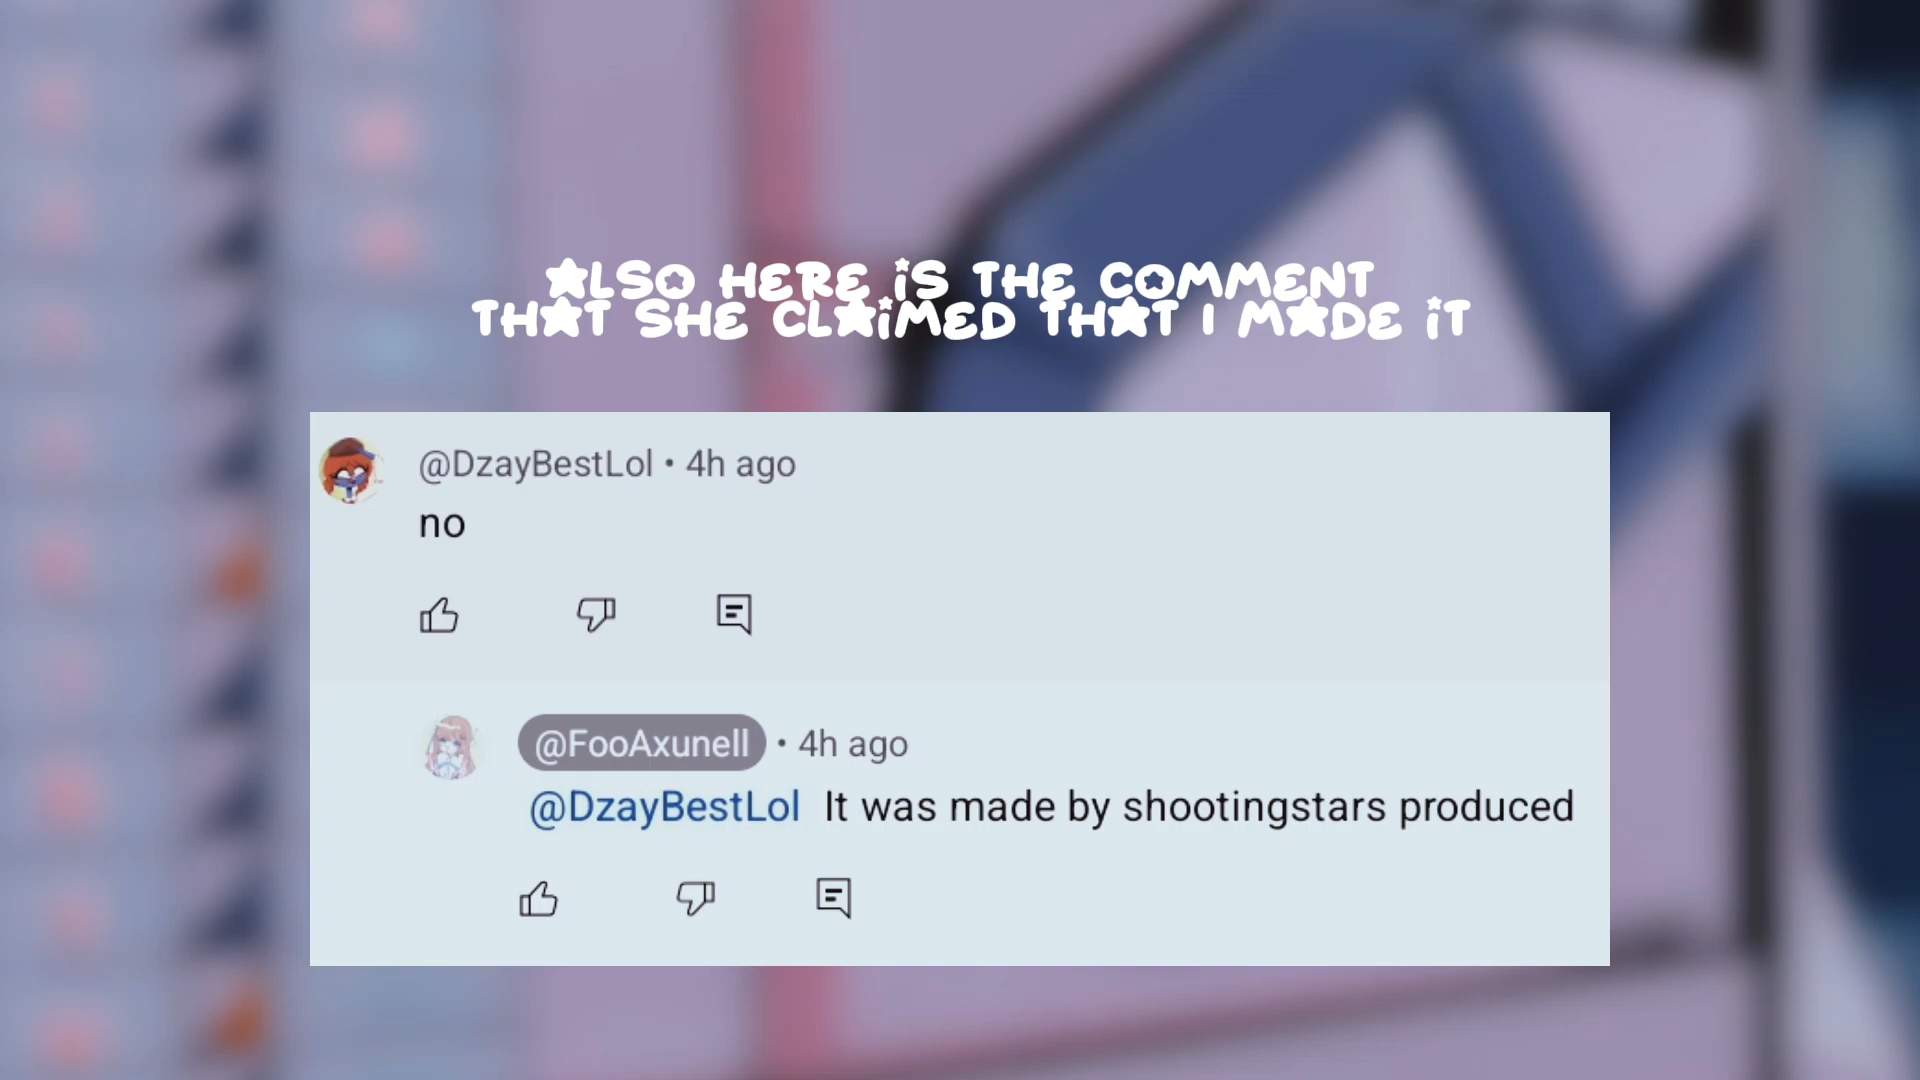 ALSO HERE iS THE COMMENT
THAT SHE CLAiMED THAT I MADE iT
@DzayBestLol • 4h ago
no
@FooAxunell • 4h ago
@DzayBestLol It was made by shootingstars produced